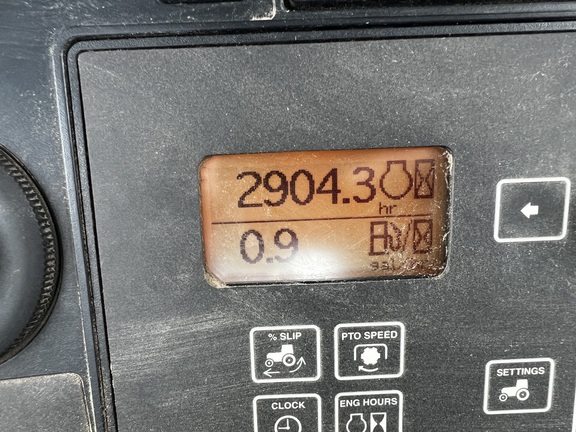 2904.3
hr
0.9
% SLIP
PTO SPEED
SETTINGS
CLOCK
ENG HOURS